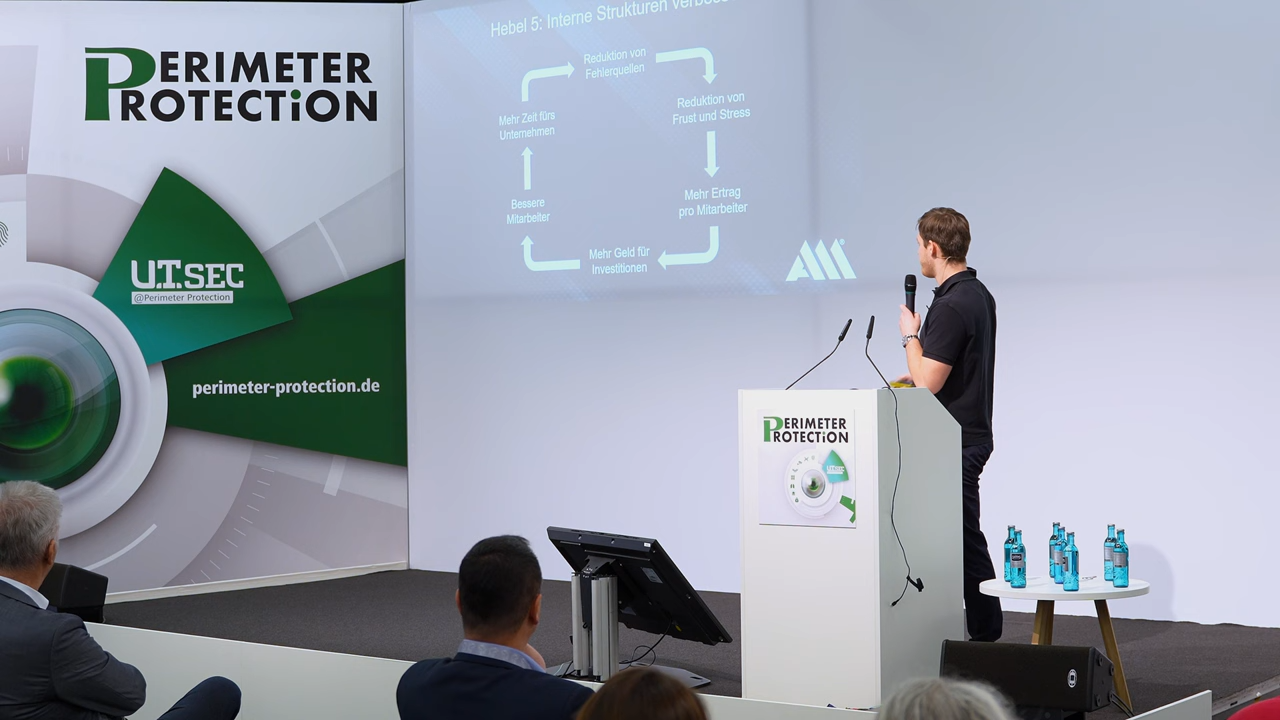 PERIMETER
PROTECTION
U.T.SEC
@Perimeter Protection
perimeter-protection.de
Hebel 5: Interne Strukturen
Reduktion von
Fehlerquellen
Reduktion von
Frust und Stress
Mehr Ertrag
pro Mitarbeiter
Mehr Geld für
Investitionen
Bessere
Mitarbeiter
Mehr Zeit fürs
Unternehmen
PERIMETER
PROTECTION
U.T.SEC